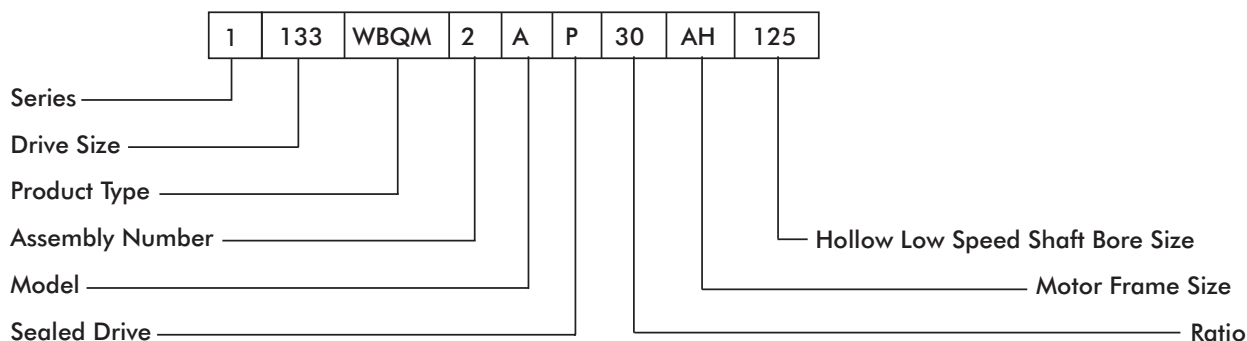 1 133 WBQM 2 A P 30 AH 125
Series
Drive Size
Product Type
Assembly Number
Hollow Low Speed Shaft Bore Size
Model
Motor Frame Size
Sealed Drive
Ratio